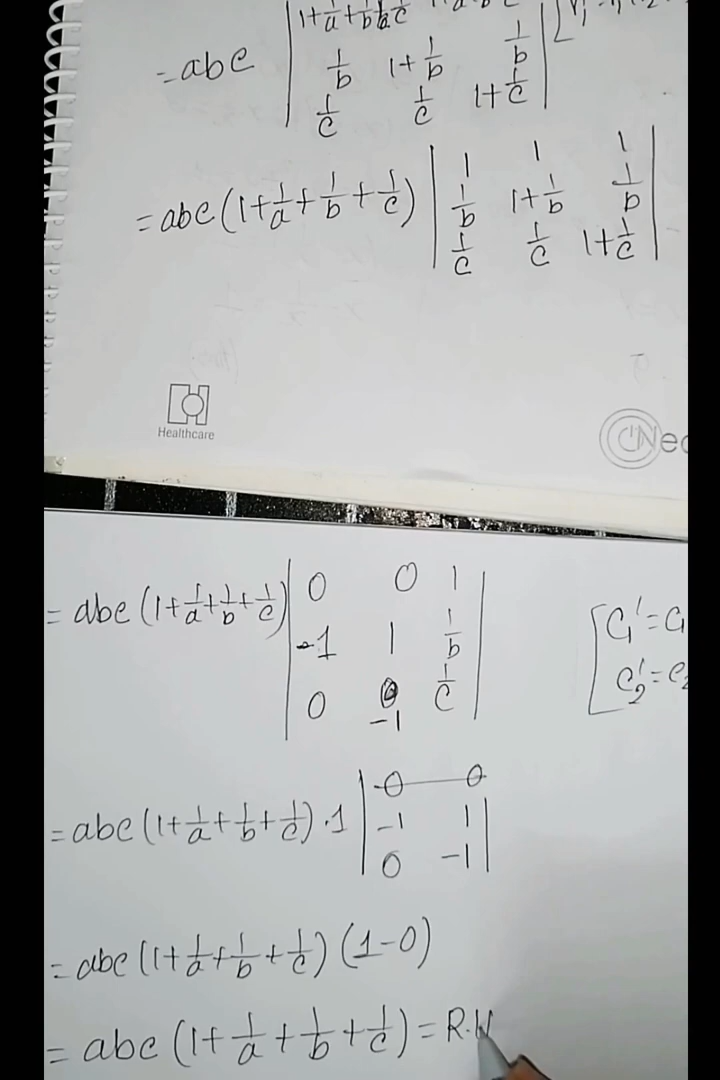 1+1/a+1/b+1/c
=abc | 1/b 1+1/b 1/b |
1/c 1/c 1+1/c
=abc(1+1/a+1/b+1/c) | 1 1 1 |
1/b 1+1/b 1/b
1/c 1/c 1+1/c
Healthcare
Neo
=abc(1+1/a+1/b+1/c) | 0 0 1 |
-1 1 1/b
0 -1 1/c
[C₁'=C₁
C₂'=C₂
=abc(1+1/a+1/b+1/c).1 | 0 0 |
-1 1
0 -1
=abc(1+1/a+1/b+1/c)(1-0)
=abc(1+1/a+1/b+1/c)=R.H